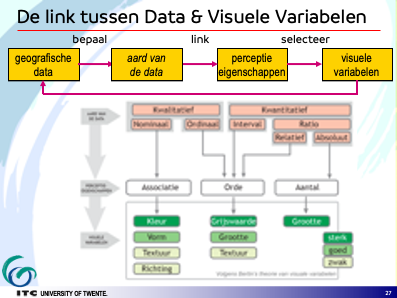 De link tussen Data & Visuele Variabelen
bepaal link selecteer
geografische data
aard van de data
perceptie eigenschappen
visuele variabelen
AARD VAN DE DATA
Kwalitatief Kwantitatief
Nominaal Ordinaal Interval Ratio
Relatief Absoluut
PERCEPTIE EIGENSCHAPPEN
Associatie Orde Aantal
Kleur Grijswaarde Grootte
VISUELE VARIABELEN
Vorm Grootte
Textuur Textuur
Richting
sterk
goed
zwak
Volgens Bertin's theorie van visuele variabelen
ITC UNIVERSITY OF TWENTE.
27